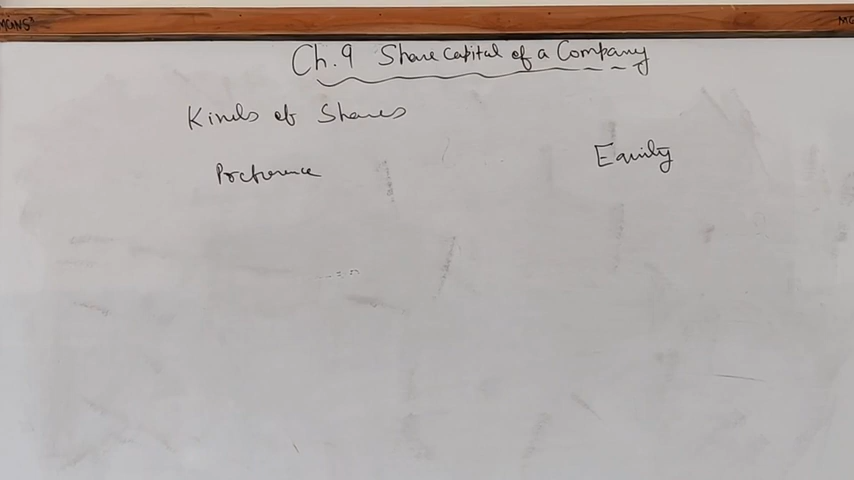 Ch. 9 Share Capital of a Company
Kinds of Shares
Preference
Equity